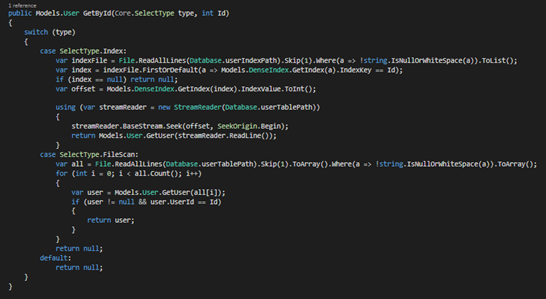 1 reference
public Models.User GetById(Core.SelectType type, int Id)
{
    switch (type)
    {
        case SelectType.Index:
            var indexFile = File.ReadAllLines(Database.userIndexPath).Skip(1).Where(a => !string.IsNullOrWhiteSpace(a)).ToList();
            var index = indexFile.FirstOrDefault(a => Models.DenseIndex.GetIndex(a).IndexKey == Id);
            if (index == null) return null;
            var offset = Models.DenseIndex.GetIndex(index).IndexValue.ToInt();

            using (var streamReader = new StreamReader(Database.userTablePath))
            {
                streamReader.BaseStream.Seek(offset, SeekOrigin.Begin);
                return Models.User.GetUser(streamReader.ReadLine());
            }
        case SelectType.FileScan:
            var all = File.ReadAllLines(Database.userTablePath).Skip(1).ToArray().Where(a => !string.IsNullOrWhiteSpace(a)).ToArray();
            for (int i = 0; i < all.Count(); i++)
            {
                var user = Models.User.GetUser(all[i]);
                if (user != null && user.UserId == Id)
                {
                    return user;
                }
            }
            return null;
        default:
            return null;
    }
}